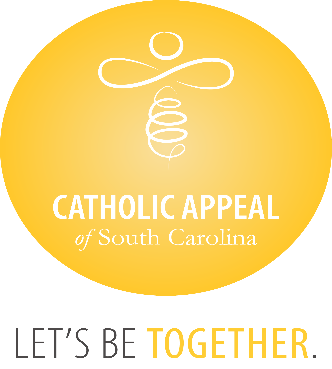 CATHOLIC APPEAL
of South Carolina
LET'S BE TOGETHER.